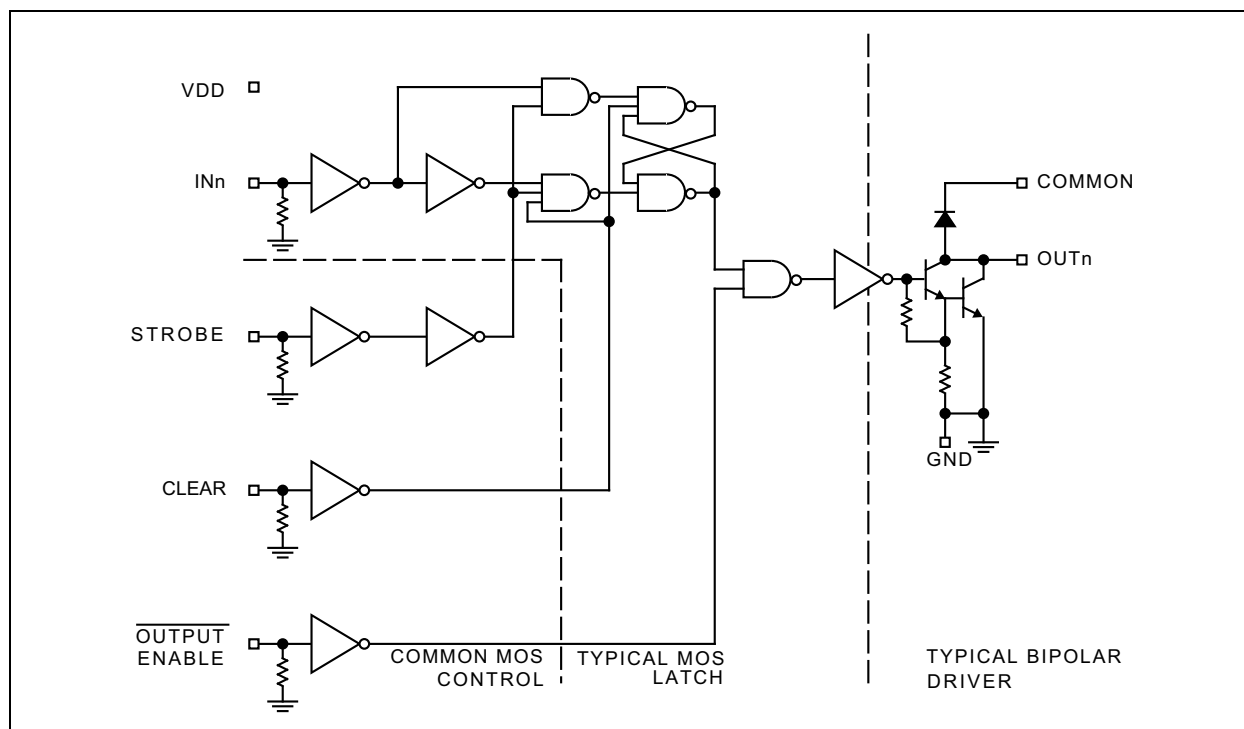 VDD
INn
COMMON
OUTn
STROBE
GND
CLEAR
OUTPUT
ENABLE
COMMON MOS
CONTROL
TYPICAL MOS
LATCH
TYPICAL BIPOLAR
DRIVER